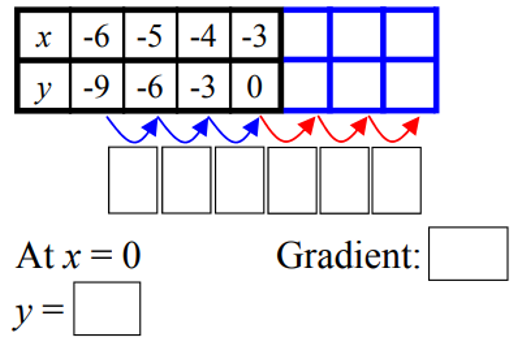 x -6 -5 -4 -3
y -9 -6 -3 0
At x = 0 Gradient:
y =